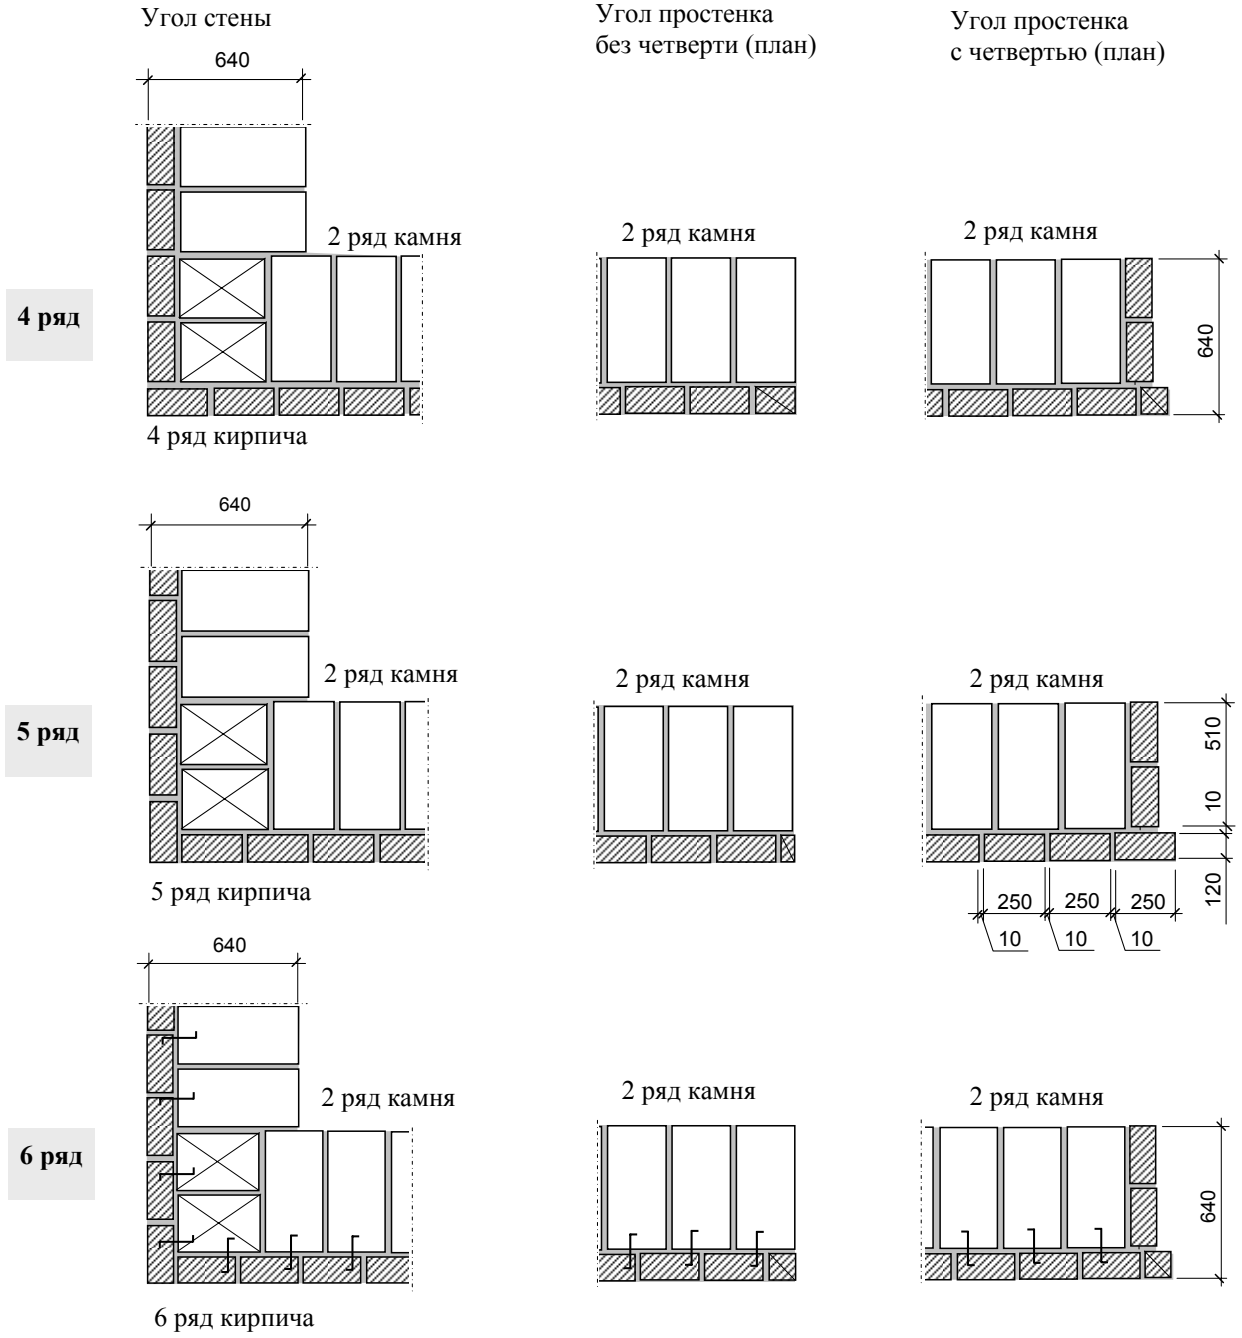 Угол стены
Угол простенка
без четверти (план)
Угол простенка
с четвертью (план)
640
2 ряд камня
2 ряд камня
2 ряд камня
4 ряд
640
4 ряд кирпича
640
2 ряд камня
2 ряд камня
2 ряд камня
5 ряд
510
10
120
5 ряд кирпича
250
250
250
10
10
10
640
2 ряд камня
2 ряд камня
2 ряд камня
6 ряд
640
6 ряд кирпича